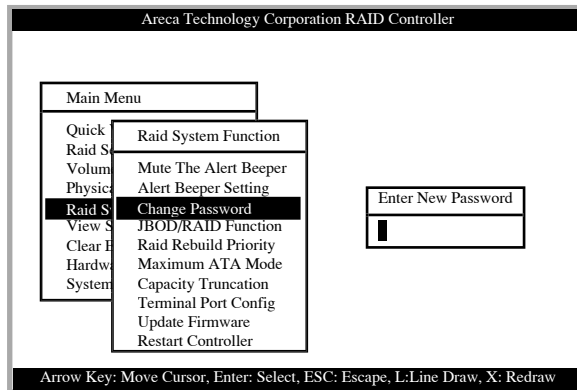 Areca Technology Corporation RAID Controller
Main Menu
Quick
Raid
Volum
Physica
Raid S
View S
Clear E
Hardwa
System
Raid System Function
Mute The Alert Beeper
Alert Beeper Setting
Change Password
JBOD/RAID Function
Raid Rebuild Priority
Maximum ATA Mode
Capacity Truncation
Terminal Port Config
Update Firmware
Restart Controller
Enter New Password
Arrow Key: Move Cursor, Enter: Select, ESC: Escape, L:Line Draw, X: Redraw